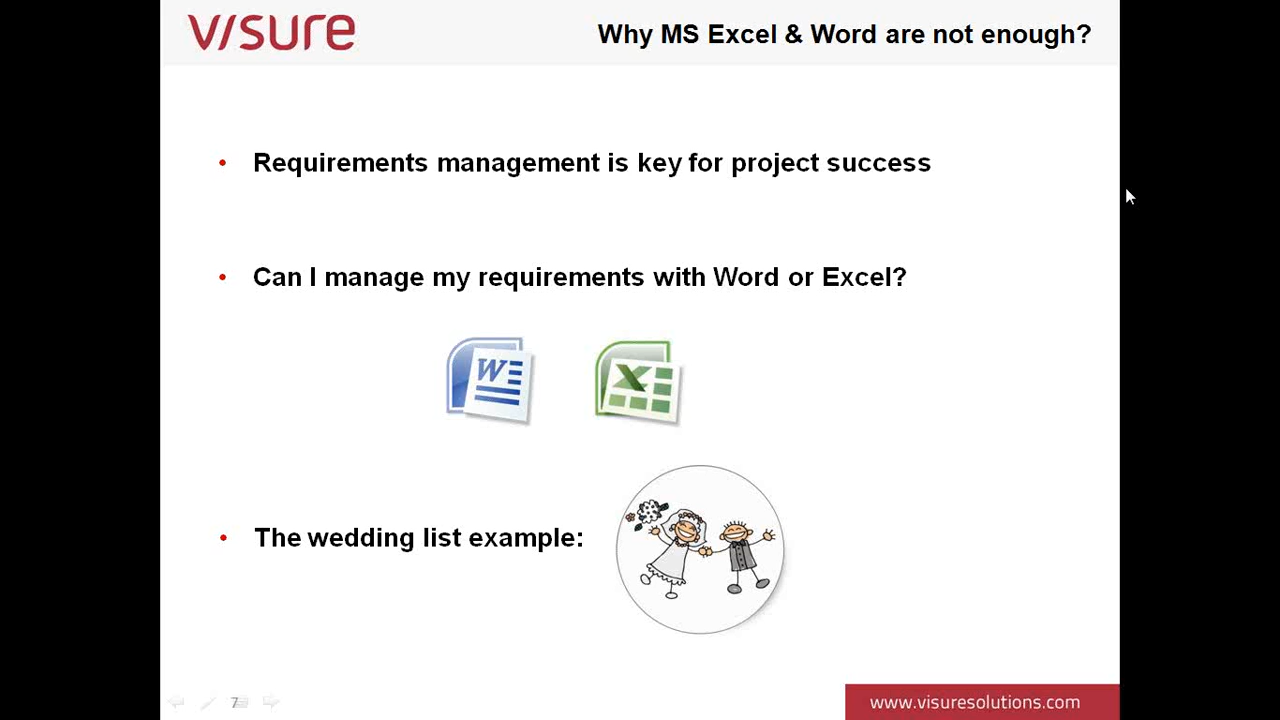 visure
Why MS Excel & Word are not enough?
• Requirements management is key for project success
• Can I manage my requirements with Word or Excel?
W X
• The wedding list example:
7
www.visuresolutions.com